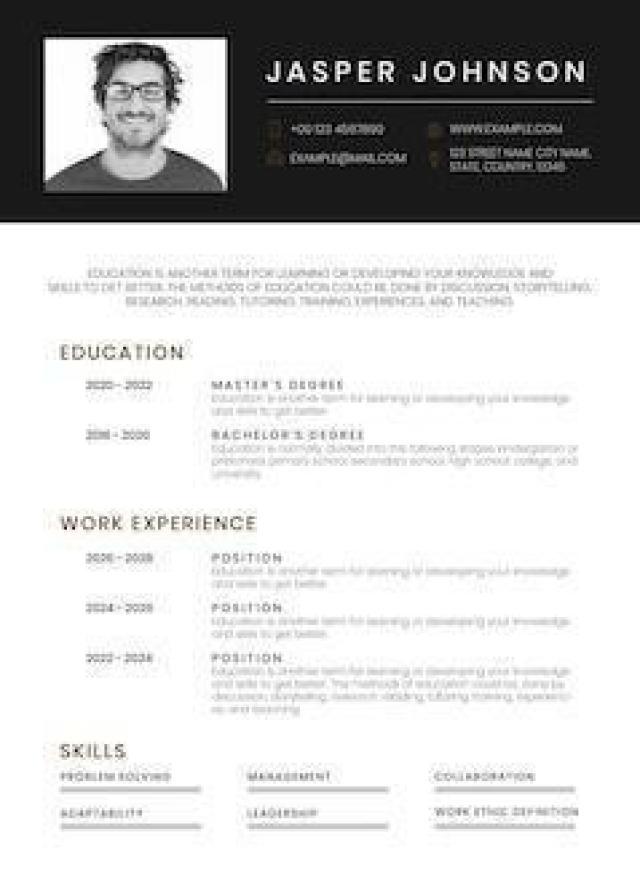 JASPER JOHNSON
+00 123 4567890
WWW.EXAMPLE.COM
EXAMPLE@MAIL.COM
123 STREET NAME CITY NAME,
STATE, COUNTRY. 12345
EDUCATION IS ANOTHER TERM FOR LEARNING OR DEVELOPING YOUR KNOWLEDGE AND
SKILLS TO GET BETTER. THE METHODS OF EDUCATION COULD BE DONE BY DISCUSSION, STORYTELLING,
RESEARCH, READING, TUTORING, TRAINING, EXPERIENCES, AND TEACHING.
EDUCATION
2020 - 2022
MASTER'S DEGREE
Education is another term for learning or developing your knowledge
and skills to get better.
BACHELOR'S DEGREE
Education is normally divided into the following stages: kindergarten or
preschool, primary school, secondary school, high school, college, and
university.
WORK EXPERIENCE
POSITION
Education is another term for learning or developing your knowledge
and skills to get better.
POSITION
Education is another term for learning or developing your knowledge
and skills to get better.
2022 - 2024
POSITION
Education is another term for learning or developing your knowledge
and skills to get better. The methods of education could be done by
discussion, storytelling, research, reading, tutoring, training,
es, and teaching.
SKILLS
PROBLEM SOLVING
MANAGEMENT
COLLABORATION
ADAPTABILITY
LEADERSHIP
WORK ETHIC DEFINITION